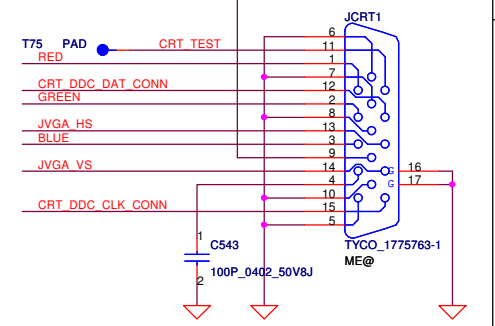 JCRT1
6
T75 PAD CRT_TEST 11
RED 1
7
CRT_DDC_DAT_CONN 12
GREEN 2
8
JVGA_HS 13
BLUE 3
9
JVGA_VS 14 G 16
4 G 17
10
CRT_DDC_CLK_CONN 15
5
1
C543 TYCO_1775763-1
ME@
100P_0402_50V8J
2